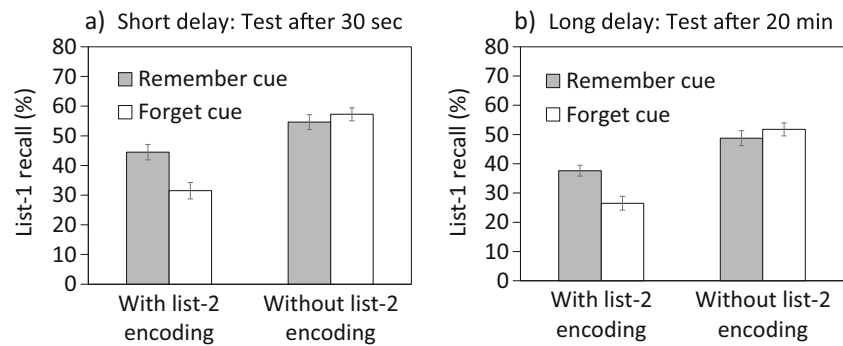 a) Short delay: Test after 30 sec
80
70
60
50
40
30
20
10
0
List-1 recall (%)
Remember cue
Forget cue
With list-2
encoding
Without list-2
encoding
b) Long delay: Test after 20 min
80
70
60
50
40
30
20
10
0
List-1 recall (%)
Remember cue
Forget cue
With list-2
encoding
Without list-2
encoding